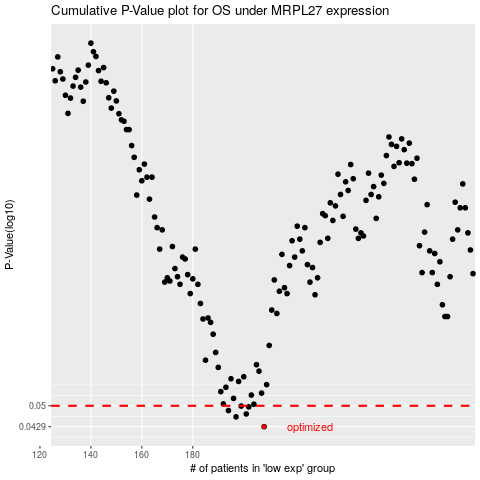 Cumulative P-Value plot for OS under MRPL27 expression
P-Value(log10)
0.05
0.0429
optimized
120 140 160 180
# of patients in 'low exp' group